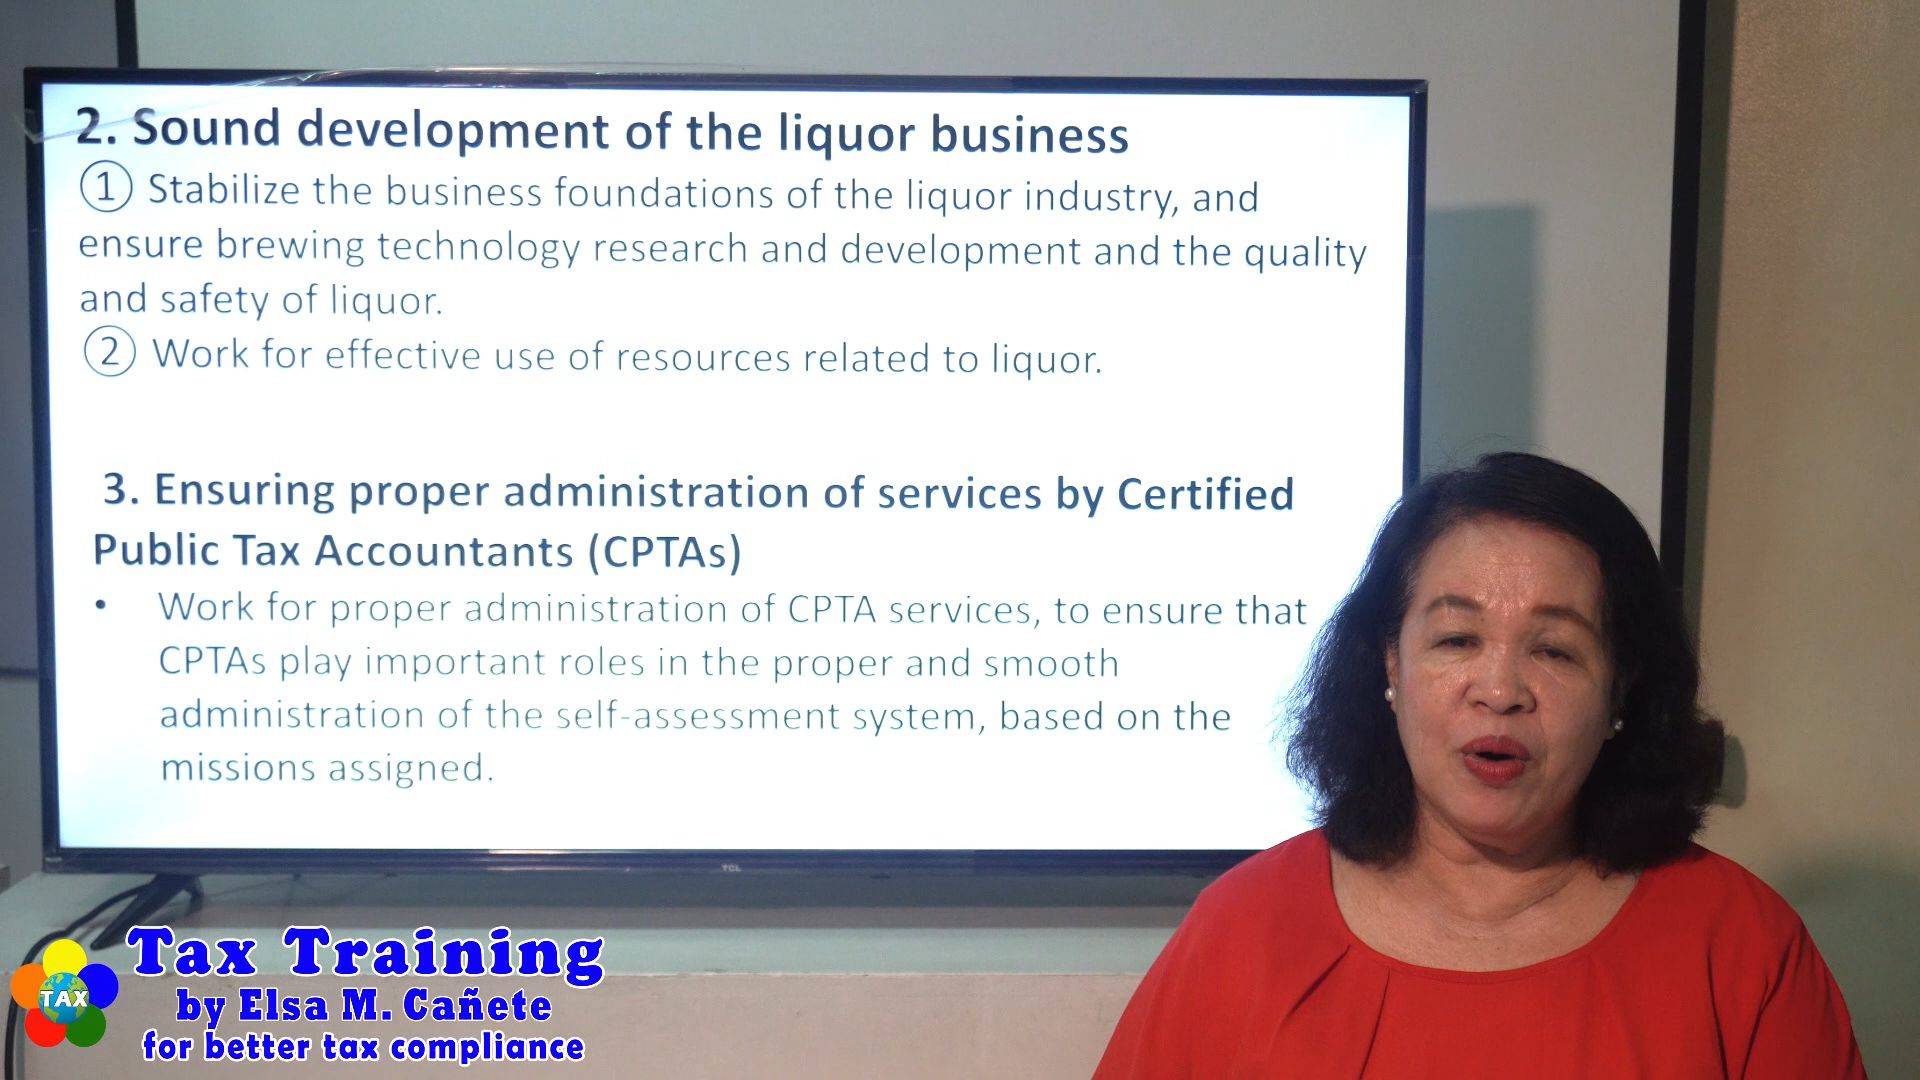 2. Sound development of the liquor business
① Stabilize the business foundations of the liquor industry, and
ensure brewing technology research and development and the quality
and safety of liquor.
② Work for effective use of resources related to liquor.
3. Ensuring proper administration of services by Certified
Public Tax Accountants (CPTAs)
• Work for proper administration of CPTA services, to ensure that
CPTAs play important roles in the proper and smooth
administration of the self-assessment system, based on the
missions assigned.
TCL
TAX
Tax Training
by Elsa M. Cañete
for better tax compliance